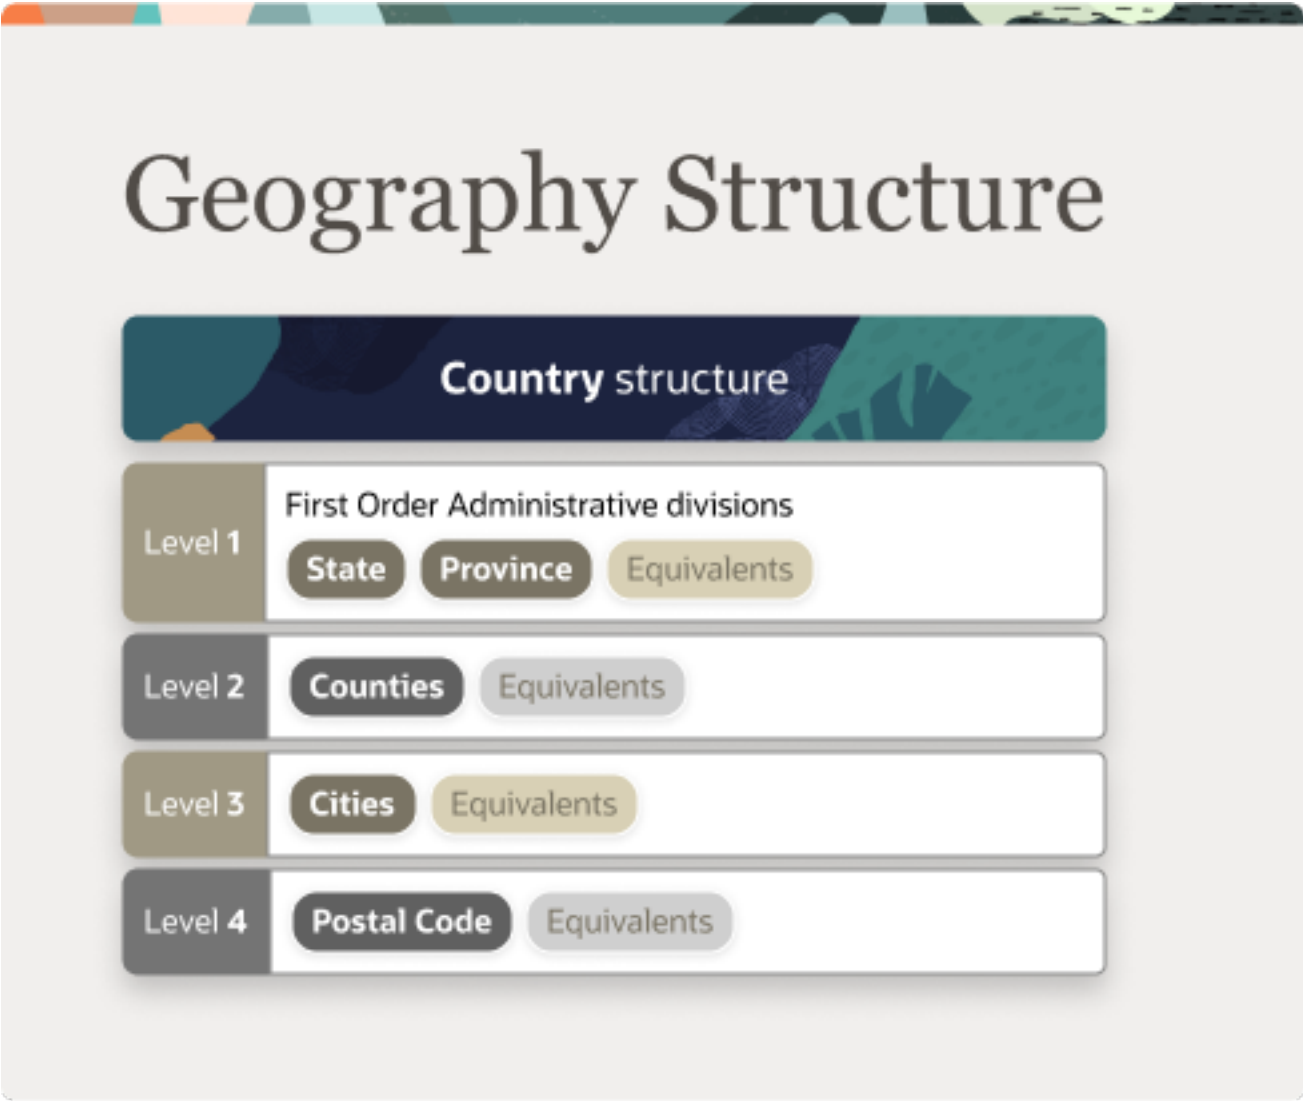 Geography Structure
Country structure
Level 1
First Order Administrative divisions
State Province Equivalents
Level 2
Counties Equivalents
Level 3
Cities Equivalents
Level 4
Postal Code Equivalents